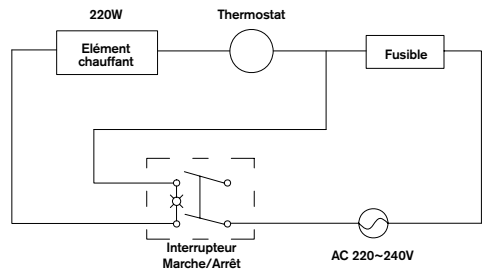 220W
Thermostat
Elément
chauffant
Fusible
Interrupteur
Marche/Arrêt
AC 220~240V